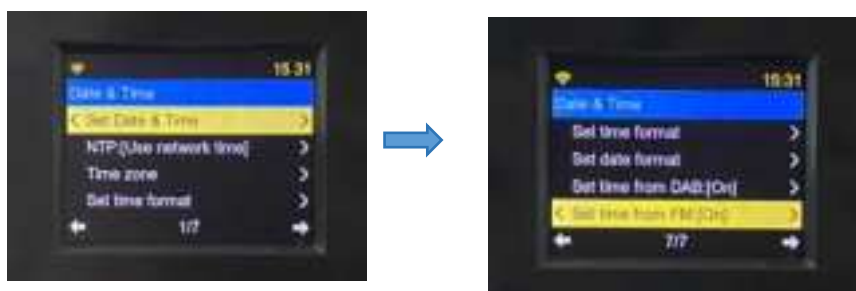 15:31
Date & Time
< Set Date & Time >
NTP:[Use network time] >
Time zone >
Set time format >
1/7
15:31
Date & Time
Set time format >
Set date format >
Set time from DAB:[On] >
< Set time from FM:[On] >
7/7